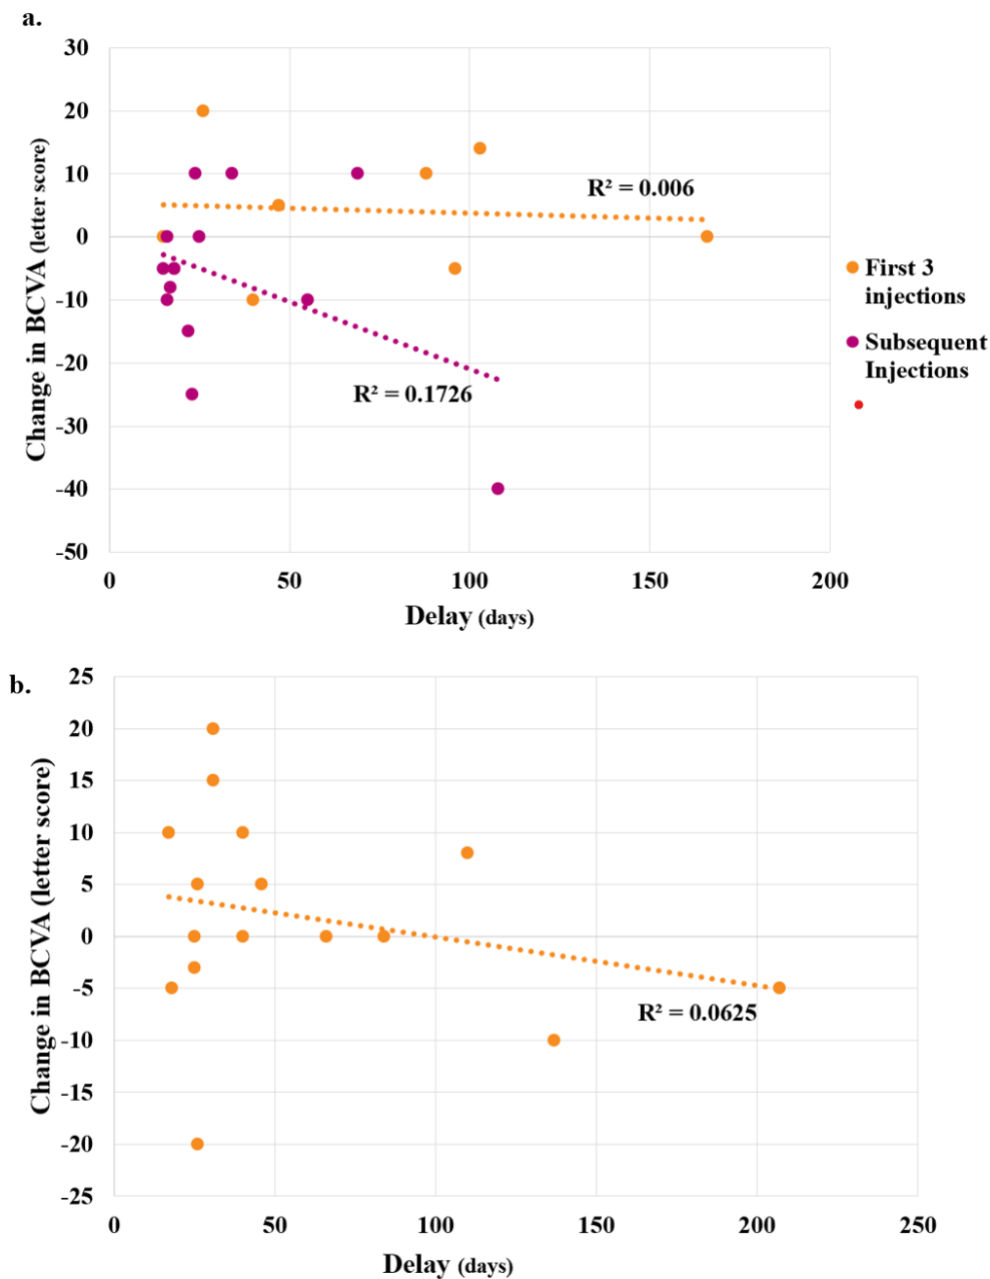 a.
30
20
10
0
-10
-20
-30
-40
-50
Change in BCVA (letter score)
R² = 0.006
R² = 0.1726
0 50 100 150 200
Delay (days)
First 3
injections
Subsequent
Injections
b.
25
20
15
10
5
0
-5
-10
-15
-20
-25
Change in BCVA (letter score)
R² = 0.0625
0 50 100 150 200 250
Delay (days)